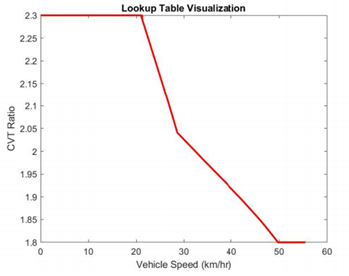 Lookup Table Visualization
2.3
2.25
2.2
2.15
2.1
2.05
2
1.95
1.9
1.85
1.8
CVT Ratio
0 10 20 30 40 50 60
Vehicle Speed (km/hr)